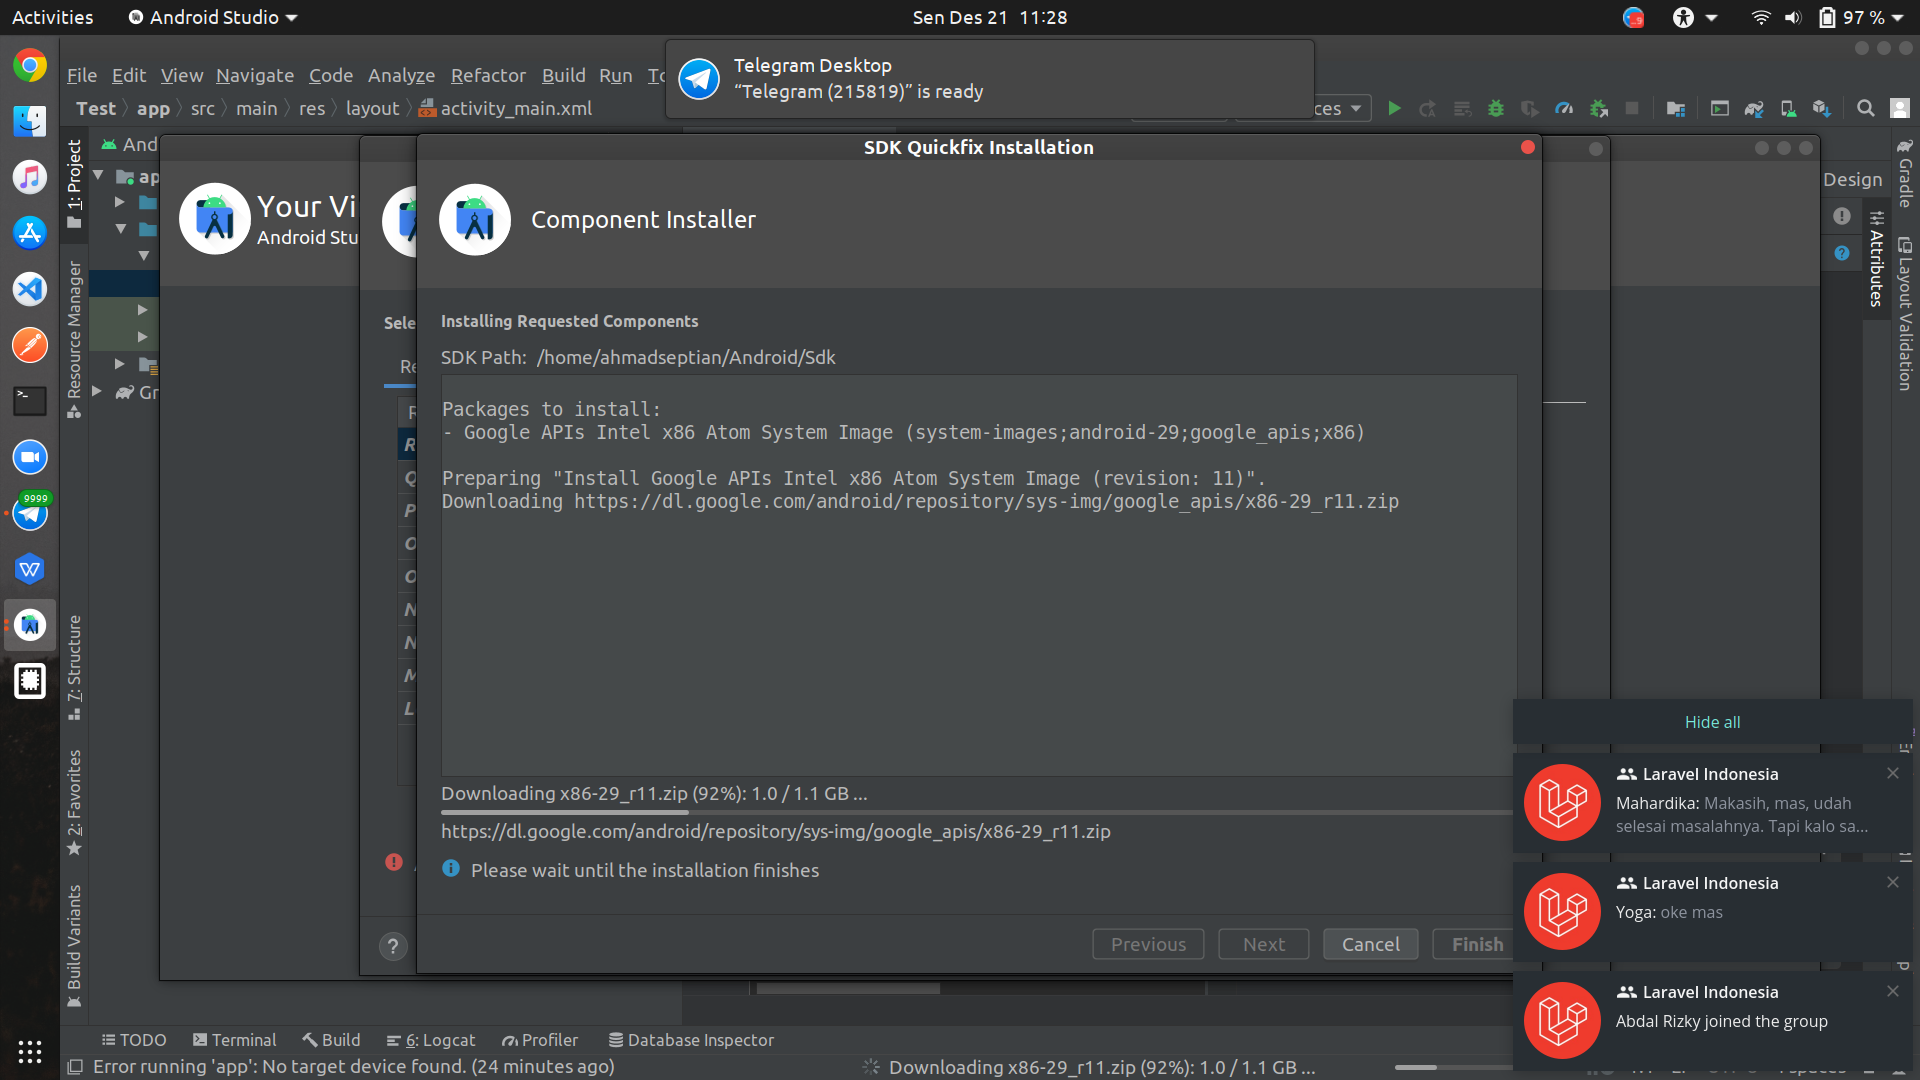 Activities
Android Studio
Sen Des 21 11:28
97 %
File Edit View Navigate Code Analyze Refactor Build Run
Telegram Desktop
“Telegram (215819)” is ready
Test app src main res layout activity_main.xml
SDK Quickfix Installation
1: Project
Resource Manager
7: Structure
2: Favorites
Build Variants
Android Stu
Component Installer
Design
Gradle
Attributes
Layout Validation
Installing Requested Components
SDK Path: /home/ahmadseptian/Android/Sdk
Packages to install:
- Google APIs Intel x86 Atom System Image (system-images;android-29;google_apis;x86)
Preparing "Install Google APIs Intel x86 Atom System Image (revision: 11)".
Downloading https://dl.google.com/android/repository/sys-img/google_apis/x86-29_r11.zip
Downloading x86-29_r11.zip (92%): 1.0 / 1.1 GB ...
https://dl.google.com/android/repository/sys-img/google_apis/x86-29_r11.zip
Please wait until the installation finishes
Previous
Next
Cancel
Finish
9999
Hide all
Laravel Indonesia
Mahardika: Makasih, mas, udah
selesai masalahnya. Tapi kalo sa...
Laravel Indonesia
Yoga: oke mas
Laravel Indonesia
Abdal Rizky joined the group
TODO Terminal Build 6: Logcat Profiler Database Inspector
Error running 'app': No target device found. (24 minutes ago)
Downloading x86-29_r11.zip (92%): 1.0 / 1.1 GB ...